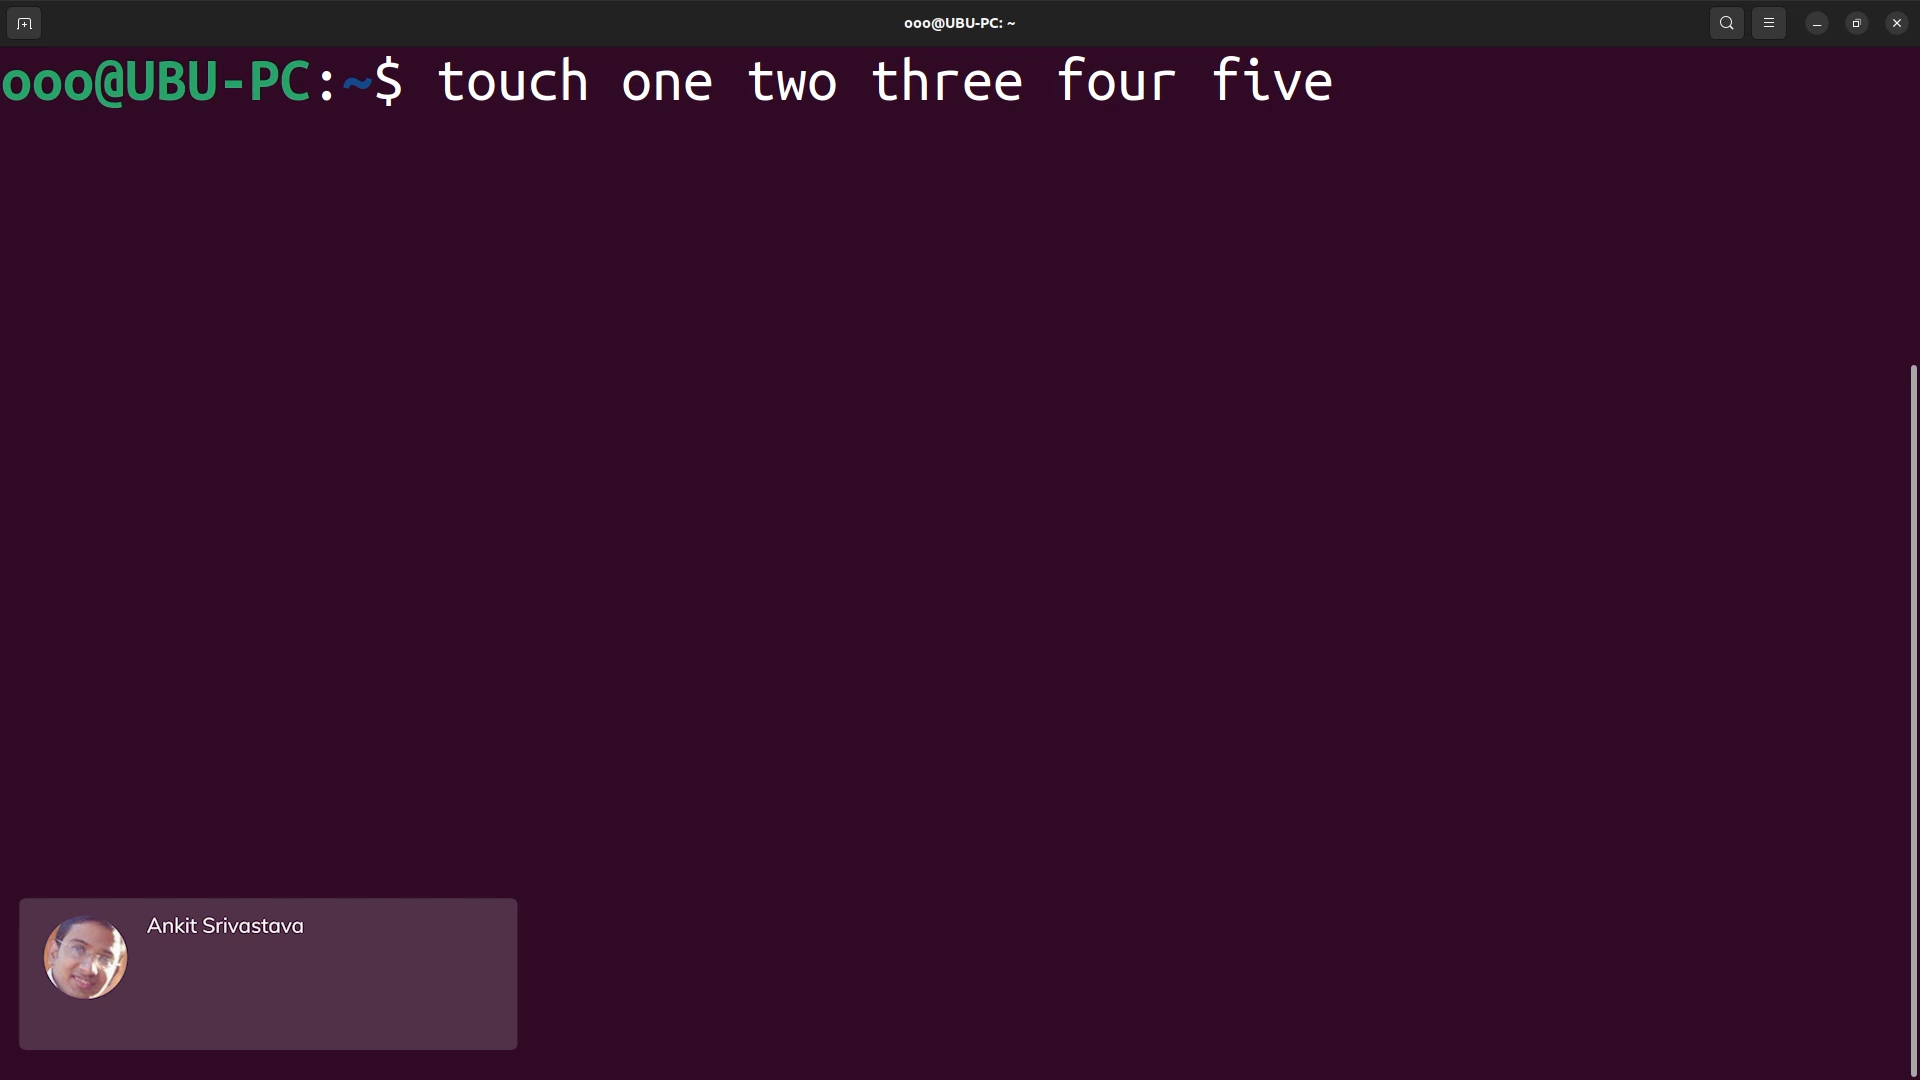 ooo@UBU-PC: ~
ooo@UBU-PC:~$ touch one two three four five
Ankit Srivastava